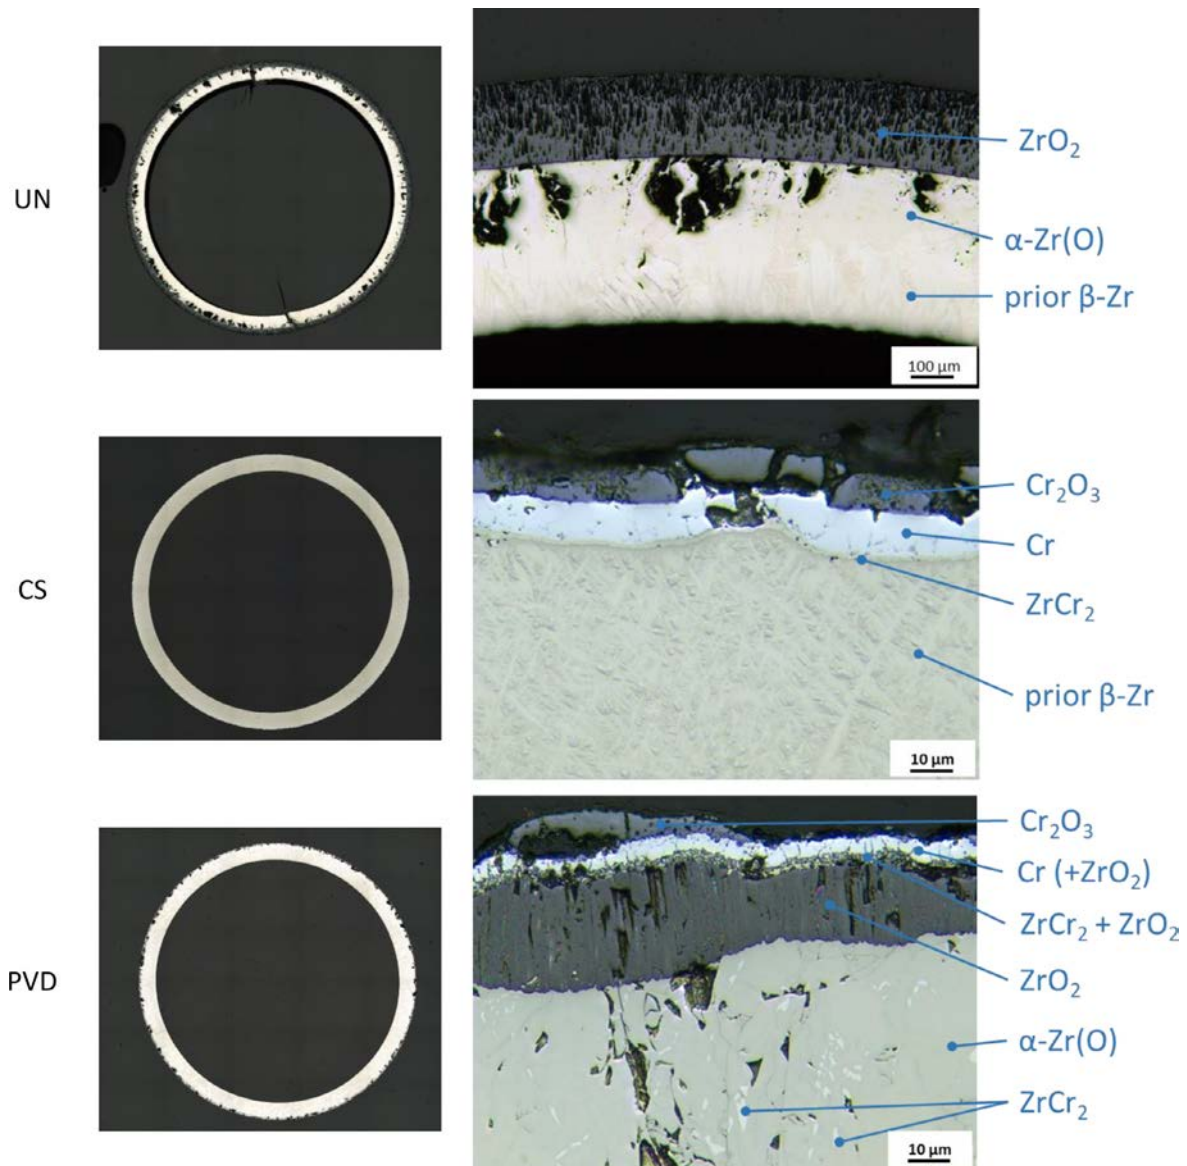 UN
ZrO₂
α-Zr(O)
prior β-Zr
100 µm
CS
Cr₂O₃
Cr
ZrCr₂
prior β-Zr
10 µm
PVD
Cr₂O₃
Cr (+ZrO₂)
ZrCr₂ + ZrO₂
ZrO₂
α-Zr(O)
ZrCr₂
10 µm